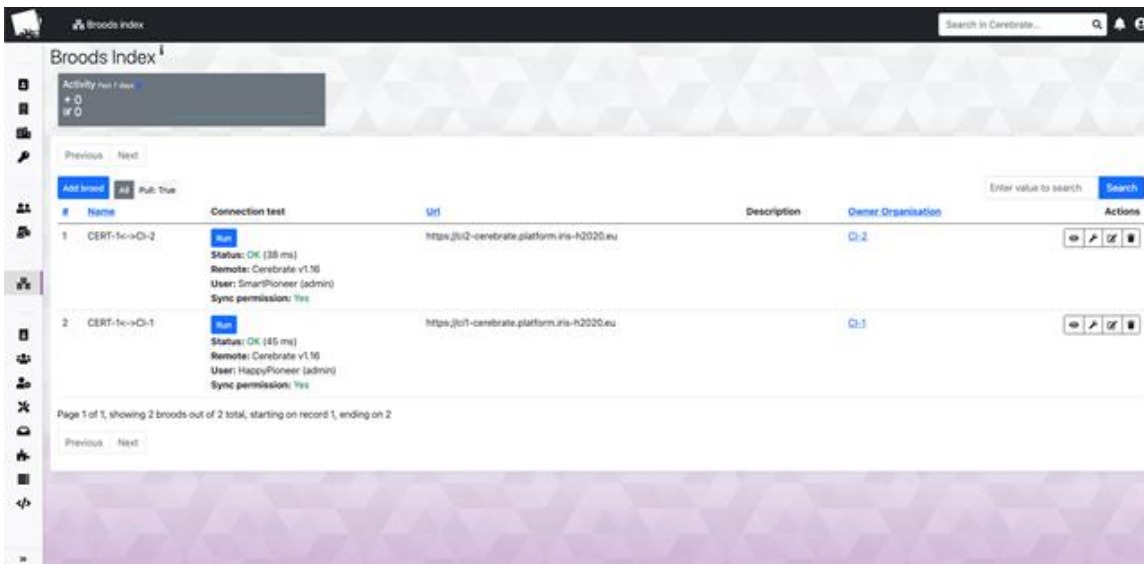 Broods index
Search in Cerebrate...
Broods Index i
Activity Past 7 days
+ 0
0
Previous Next
Add brood All Pull: True
Enter value to search Search
# Name Connection test Url Description Owner Organisation Actions
1 CERT-1<->CI-2 Run https://ci2-cerebrate.platform.iris-h2020.eu CI-2
Status: OK (38 ms)
Remote: Cerebrate v1.16
User: SmartPioneer (admin)
Sync permission: Yes
2 CERT-1<->CI-1 Run https://ci1-cerebrate.platform.iris-h2020.eu CI-1
Status: OK (45 ms)
Remote: Cerebrate v1.16
User: HappyPioneer (admin)
Sync permission: Yes
Page 1 of 1, showing 2 broods out of 2 total, starting on record 1, ending on 2
Previous Next